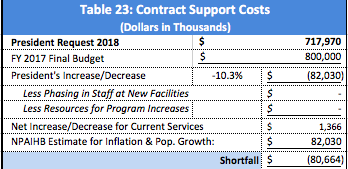 Table 23: Contract Support Costs
(Dollars in Thousands)
President Request 2018 $ 717,970
FY 2017 Final Budget $ 800,000
President's Increase/Decrease -10.3% $ (82,030)
Less Phasing in Staff at New Facilities $ -
Less Resources for Program Increases $ -
Net Increase/Decrease for Current Services $ 1,366
NPAIHB Estimate for Inflation & Pop. Growth: $ 82,030
Shortfall $ (80,664)